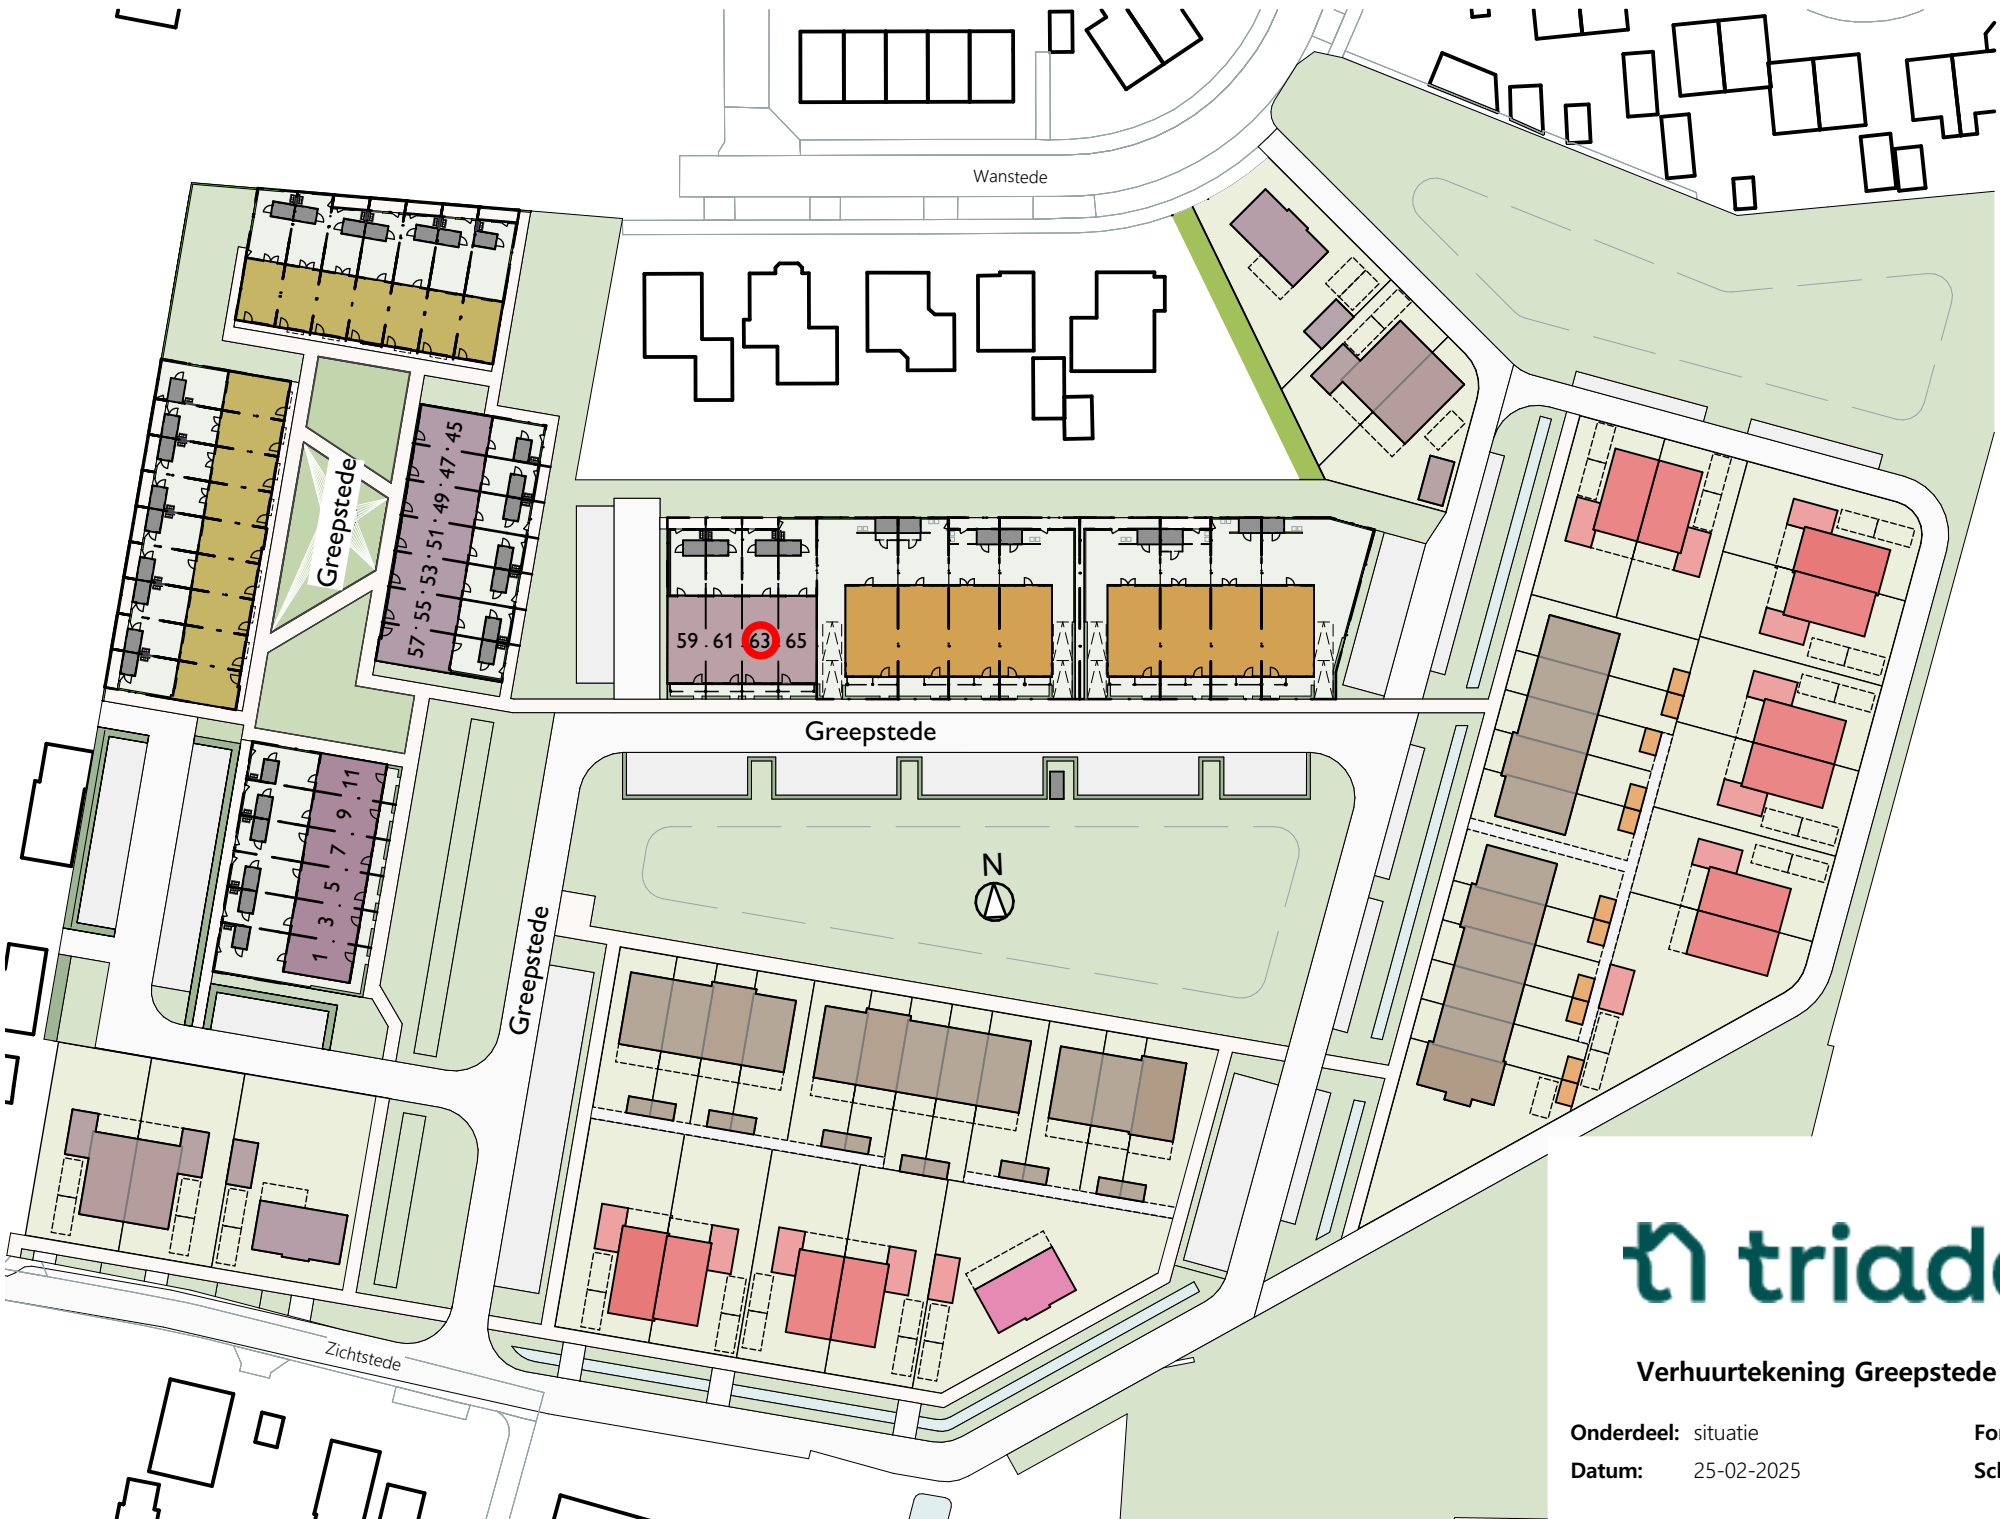 Wanstede
57 . 55 . 53 . 51 . 49 . 47 . 45
Greepstede
59 . 61 . 63 . 65
Greepstede
1 . 3 . 5 . 7 . 9 . 11
N
Greepstede
Zichtstede
triad
Verhuurtekening Greepstede
Onderdeel: situatie
Datum: 25-02-2025